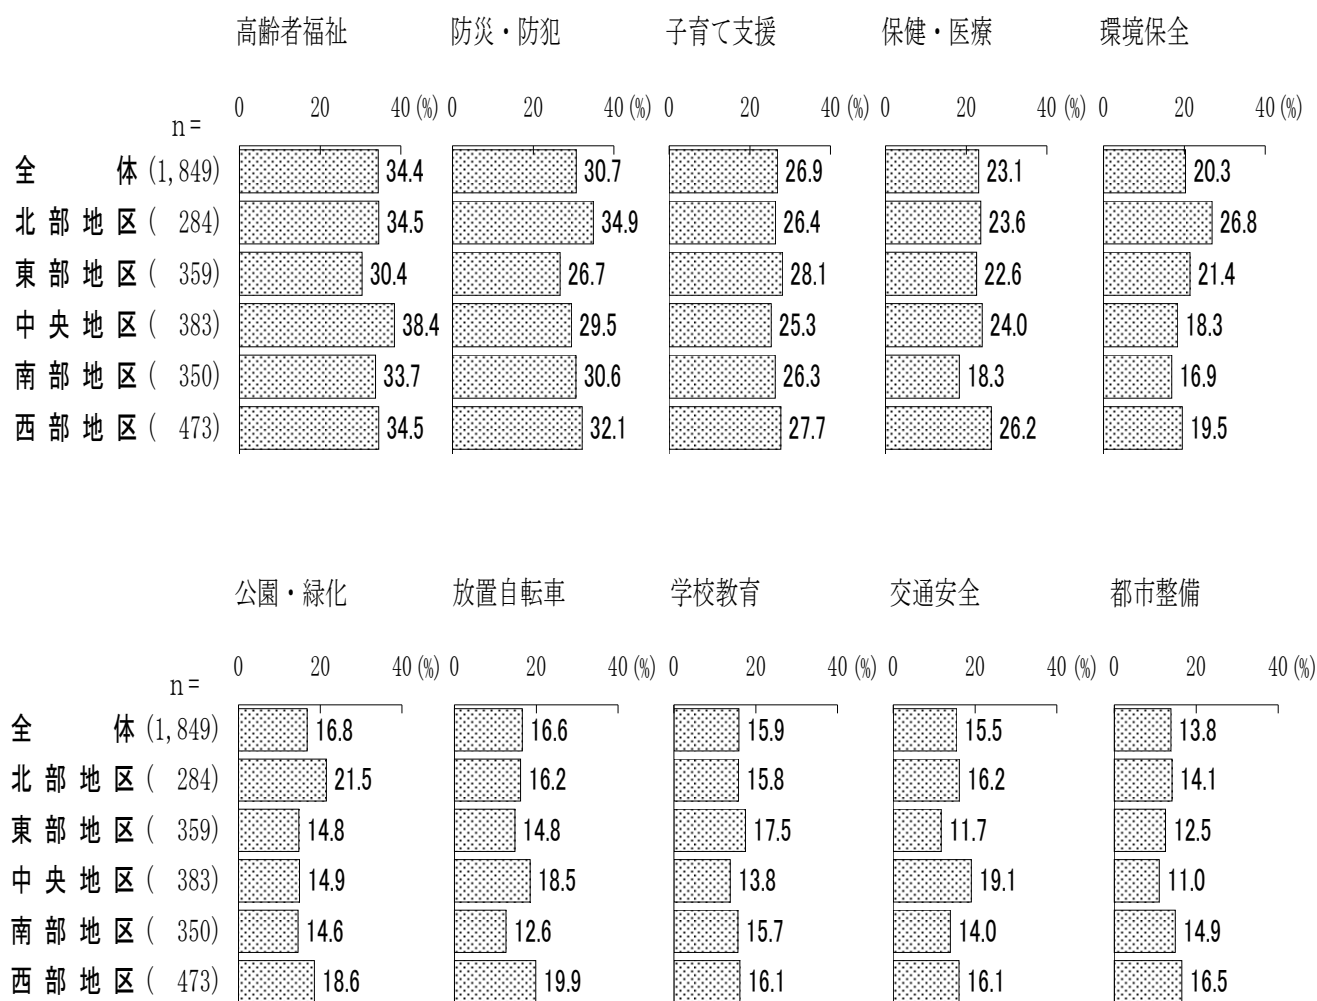 高齢者福祉 防災・防犯 子育て支援 保健・医療 環境保全
0 20 40(%) 0 20 40(%) 0 20 40(%) 0 20 40(%) 0 20 40(%)
n=
全体(1,849) 34.4 30.7 26.9 23.1 20.3
北部地区( 284) 34.5 34.9 26.4 23.6 26.8
東部地区( 359) 30.4 26.7 28.1 22.6 21.4
中央地区( 383) 38.4 29.5 25.3 24.0 18.3
南部地区( 350) 33.7 30.6 26.3 18.3 16.9
西部地区( 473) 34.5 32.1 27.7 26.2 19.5
公園・緑化 放置自転車 学校教育 交通安全 都市整備
0 20 40(%) 0 20 40(%) 0 20 40(%) 0 20 40(%) 0 20 40(%)
n=
全体(1,849) 16.8 16.6 15.9 15.5 13.8
北部地区( 284) 21.5 16.2 15.8 16.2 14.1
東部地区( 359) 14.8 14.8 17.5 11.7 12.5
中央地区( 383) 14.9 18.5 13.8 19.1 11.0
南部地区( 350) 14.6 12.6 15.7 14.0 14.9
西部地区( 473) 18.6 19.9 16.1 16.1 16.5